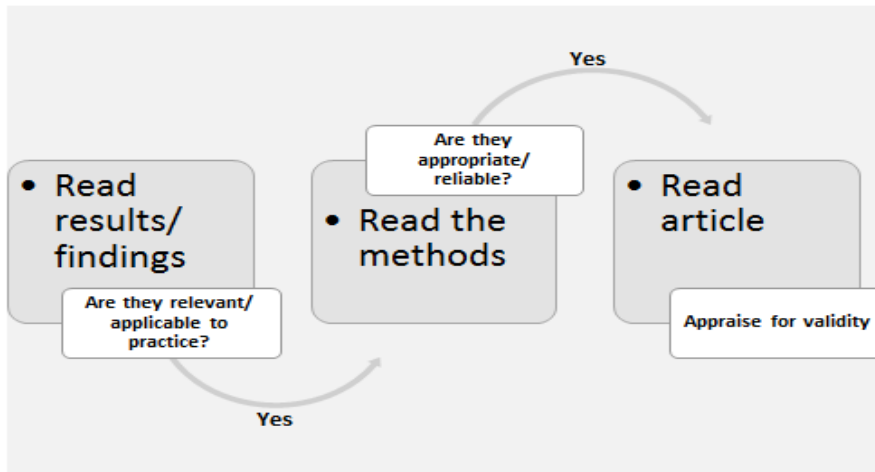 • Read
results/
findings
Are they relevant/
applicable to
practice?
Yes
• Read the
methods
Are they
appropriate/
reliable?
Yes
• Read
article
Appraise for validity